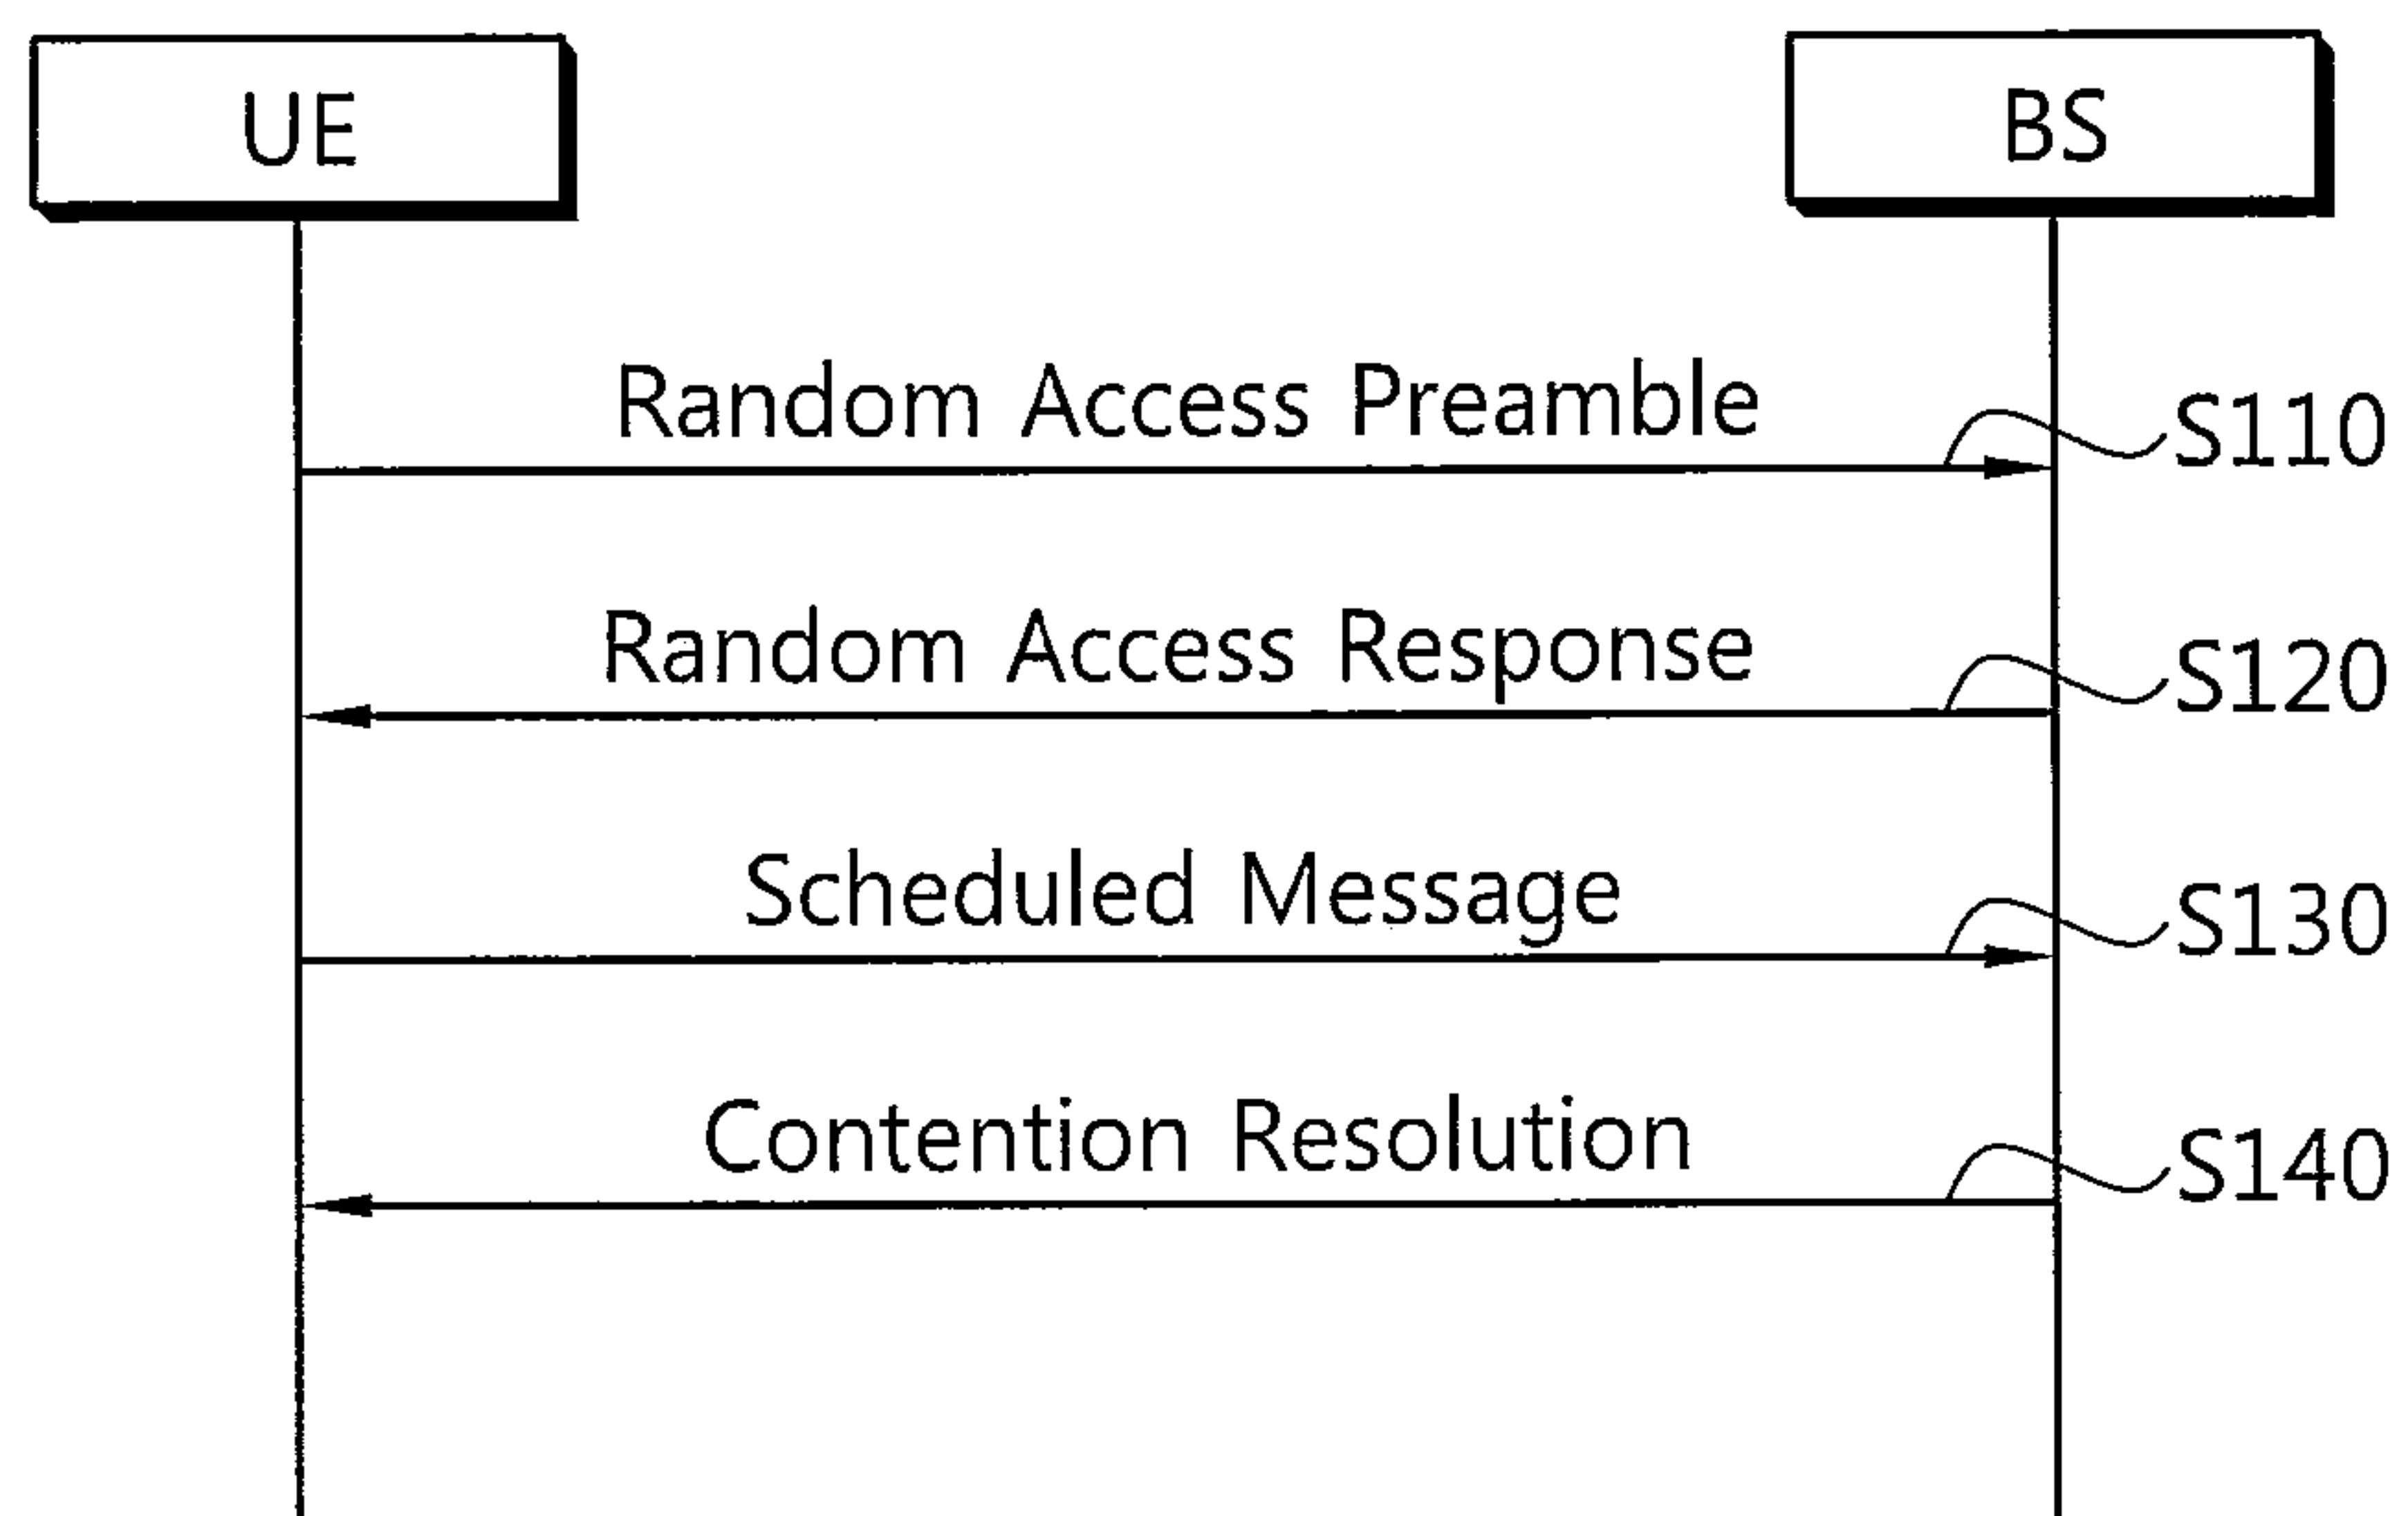 UE
BS
Random Access Preamble
S110
Random Access Response
S120
Scheduled Message
S130
Contention Resolution
S140